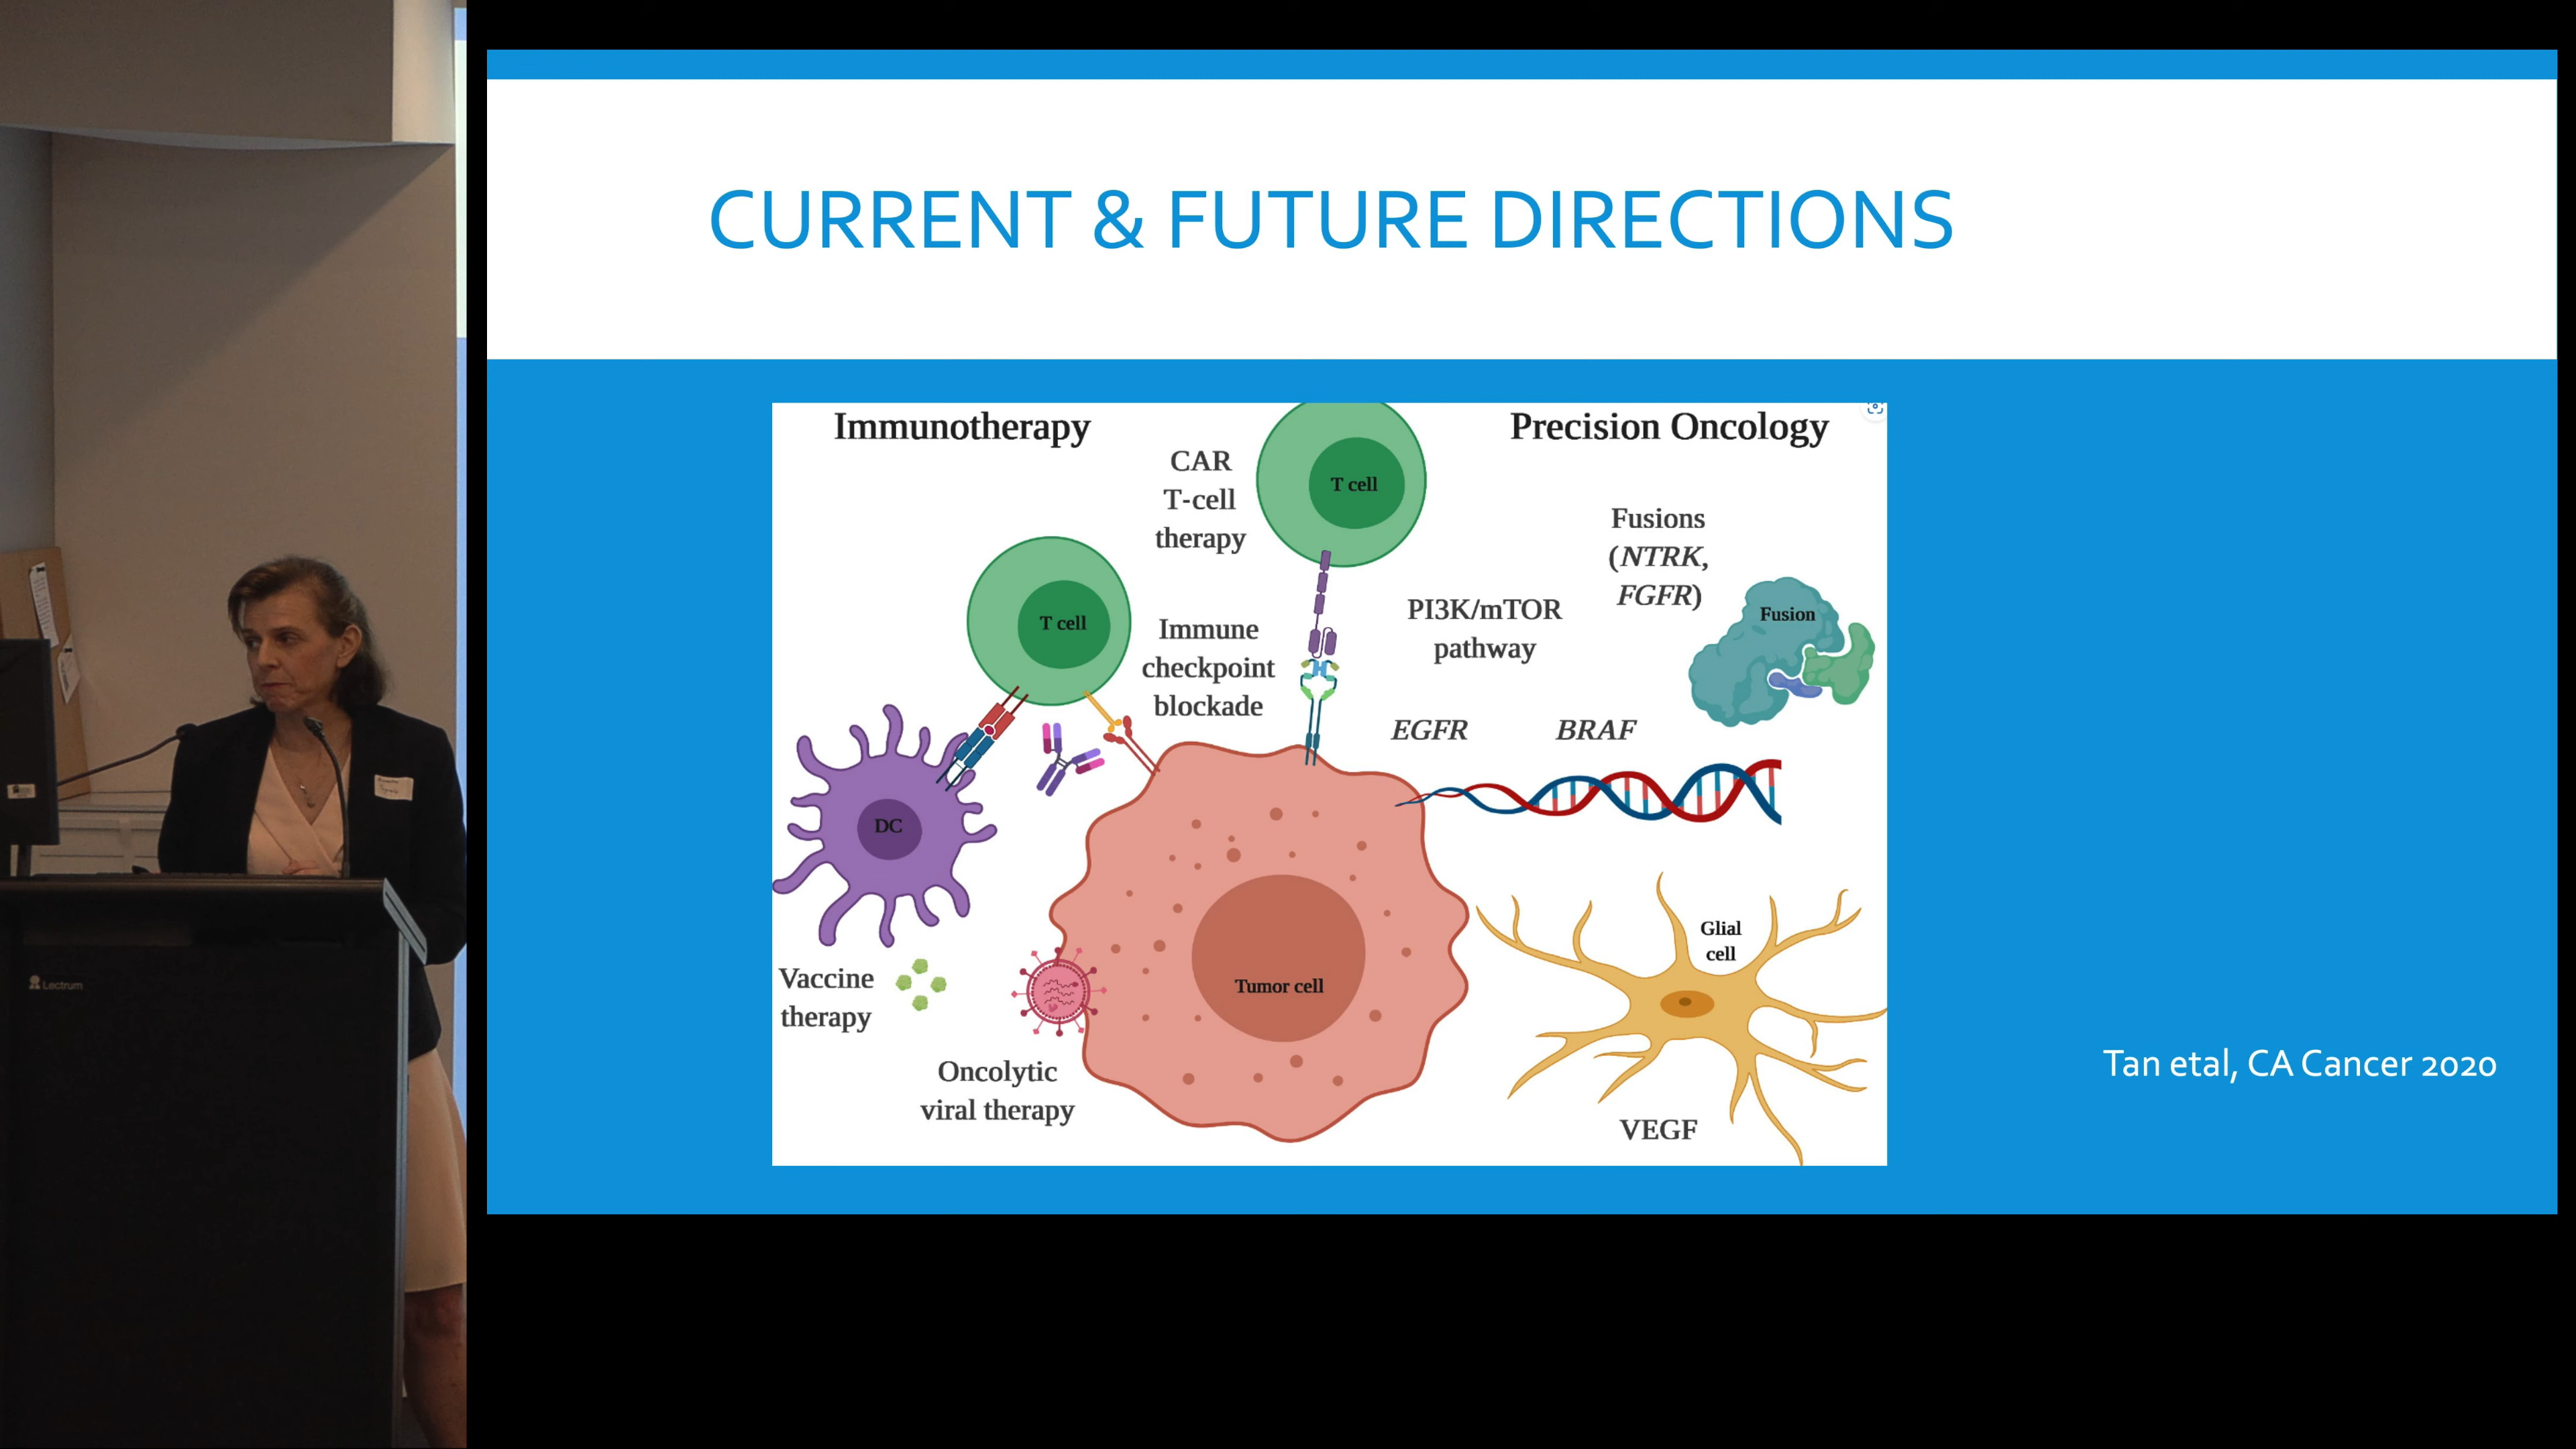 CURRENT & FUTURE DIRECTIONS
Immunotherapy
Precision Oncology
CAR
T-cell
therapy
T cell
T cell
Immune
checkpoint
blockade
Fusions
(NTRK,
FGFR)
Fusion
PI3K/mTOR
pathway
EGFR
BRAF
DC
Vaccine
therapy
Oncolytic
viral therapy
Tumor cell
Glial
cell
VEGF
Tan etal, CA Cancer 2020
Lectrum